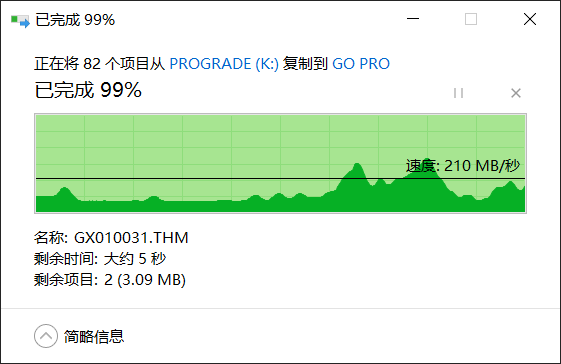 已完成 99%
正在将 82 个项目从 PROGRADE (K:) 复制到 GO PRO
已完成 99%
速度: 210 MB/秒
名称: GX010031.THM
剩余时间: 大约 5 秒
剩余项目: 2 (3.09 MB)
简略信息